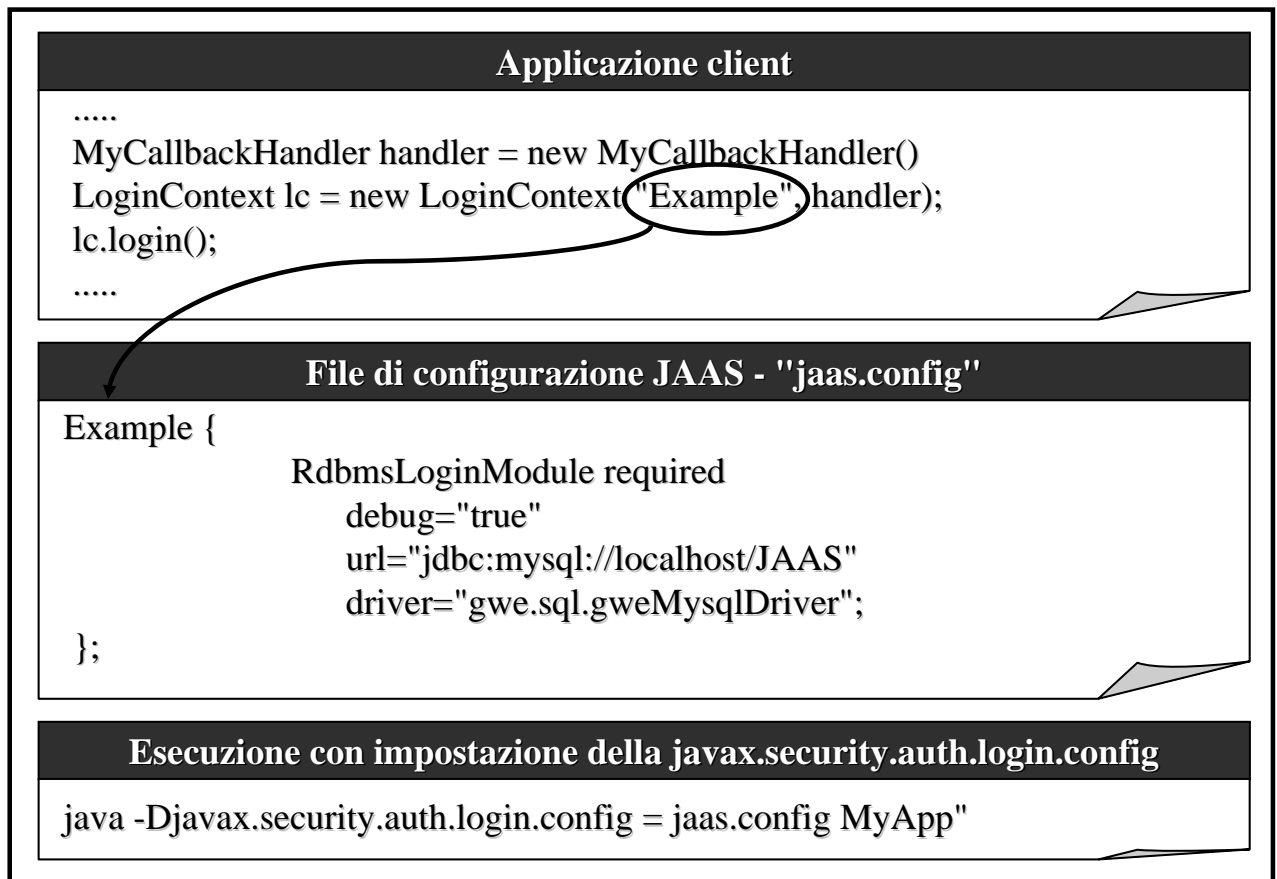 Applicazione client
.....
MyCallbackHandler handler = new MyCallbackHandler()
LoginContext lc = new LoginContext("Example", handler);
lc.login();
.....
File di configurazione JAAS - "jaas.config"
Example {
RdbmsLoginModule required
debug="true"
url="jdbc:mysql://localhost/JAAS"
driver="gwe.sql.gweMysqlDriver";
};
Esecuzione con impostazione della javax.security.auth.login.config
java -Djavax.security.auth.login.config = jaas.config MyApp"